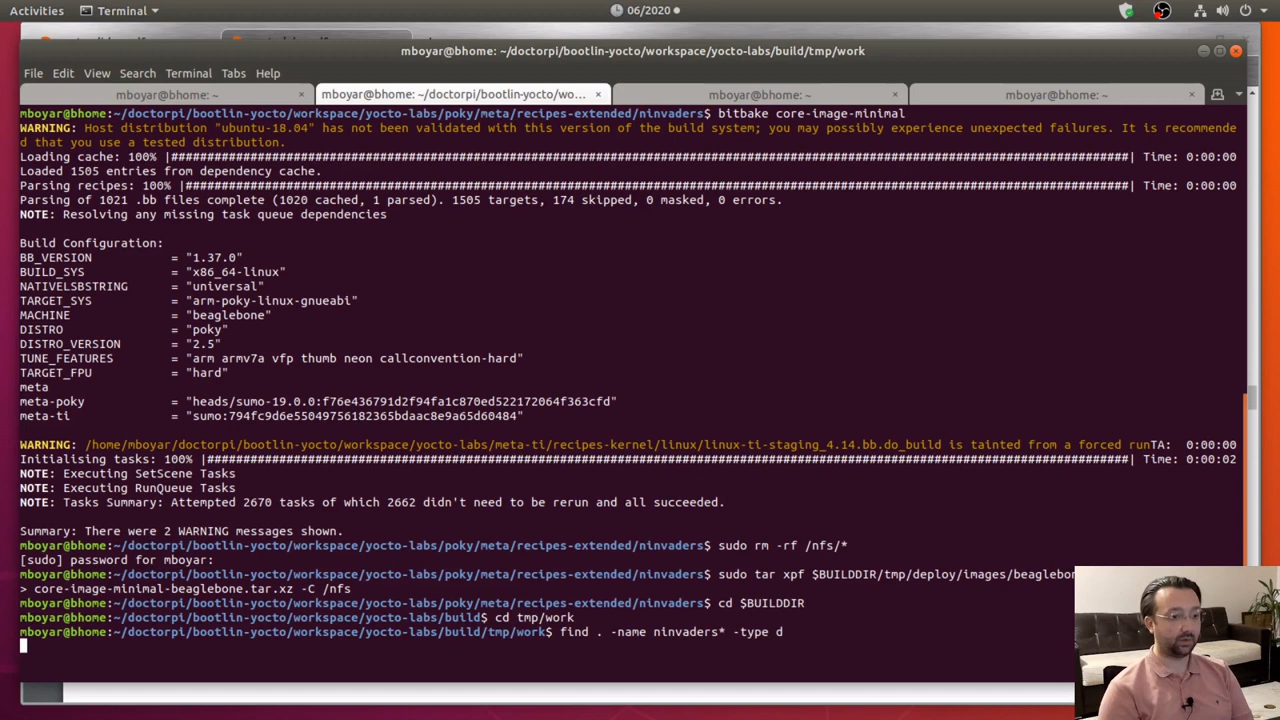 Activities Terminal 06/2020
mboyar@bhome: ~/doctorpi/bootlin-yocto/workspace/yocto-labs/build/tmp/work
File Edit View Search Terminal Tabs Help
mboyar@bhome: ~ × mboyar@bhome: ~/doctorpi/bootlin-yocto/wo... × mboyar@bhome: ~ × mboyar@bhome: ~ ×
mboyar@bhome:~/doctorpi/bootlin-yocto/workspace/yocto-labs/poky/meta/recipes-extended/ninvaders$ bitbake core-image-minimal
WARNING: Host distribution "ubuntu-18.04" has not been validated with this version of the build system; you may possibly experience unexpected failures. It is recommende
d that you use a tested distribution.
Loading cache: 100% |############################################################################################################################################| Time: 0:00:00
Loaded 1505 entries from dependency cache.
Parsing recipes: 100% |##########################################################################################################################################| Time: 0:00:00
Parsing of 1021 .bb files complete (1020 cached, 1 parsed). 1505 targets, 174 skipped, 0 masked, 0 errors.
NOTE: Resolving any missing task queue dependencies
Build Configuration:
BB_VERSION = "1.37.0"
BUILD_SYS = "x86_64-linux"
NATIVELSBSTRING = "universal"
TARGET_SYS = "arm-poky-linux-gnueabi"
MACHINE = "beaglebone"
DISTRO = "poky"
DISTRO_VERSION = "2.5"
TUNE_FEATURES = "arm armv7a vfp thumb neon callconvention-hard"
TARGET_FPU = "hard"
meta
meta-poky = "heads/sumo-19.0.0:f76e436791d2f94fa1c870ed522172064f363cfd"
meta-ti = "sumo:794fc9d6e55049756182365bdaac8e9a65d60484"
WARNING: /home/mboyar/doctorpi/bootlin-yocto/workspace/yocto-labs/meta-ti/recipes-kernel/linux/linux-ti-staging_4.14.bb.do_build is tainted from a forced runTA: 0:00:00
Initialising tasks: 100% |#######################################################################################################################################| Time: 0:00:02
NOTE: Executing SetScene Tasks
NOTE: Executing RunQueue Tasks
NOTE: Tasks Summary: Attempted 2670 tasks of which 2662 didn't need to be rerun and all succeeded.
Summary: There were 2 WARNING messages shown.
mboyar@bhome:~/doctorpi/bootlin-yocto/workspace/yocto-labs/poky/meta/recipes-extended/ninvaders$ sudo rm -rf /nfs/*
[sudo] password for mboyar:
mboyar@bhome:~/doctorpi/bootlin-yocto/workspace/yocto-labs/poky/meta/recipes-extended/ninvaders$ sudo tar xpf $BUILDDIR/tmp/deploy/images/beaglebon
> core-image-minimal-beaglebone.tar.xz -C /nfs
mboyar@bhome:~/doctorpi/bootlin-yocto/workspace/yocto-labs/poky/meta/recipes-extended/ninvaders$ cd $BUILDDIR
mboyar@bhome:~/doctorpi/bootlin-yocto/workspace/yocto-labs/build$ cd tmp/work
mboyar@bhome:~/doctorpi/bootlin-yocto/workspace/yocto-labs/build/tmp/work$ find . -name ninvaders* -type d